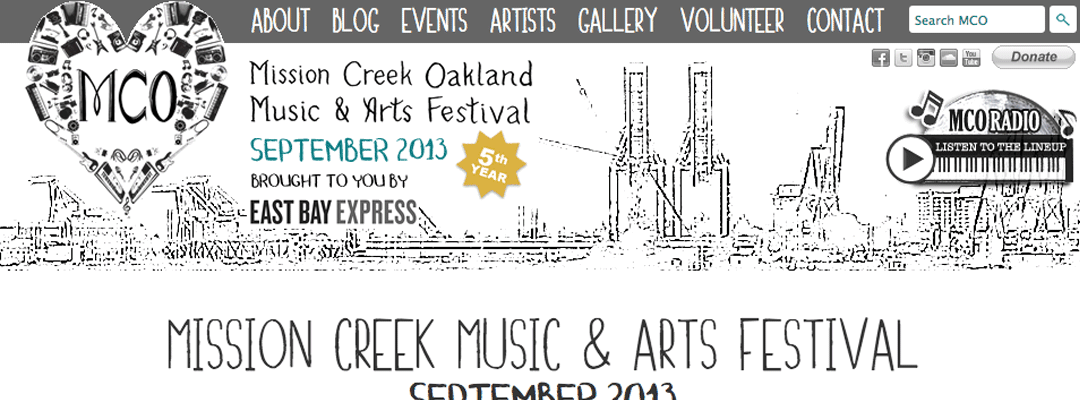 ABOUT BLOG EVENTS ARTISTS GALLERY VOLUNTEER CONTACT Search MCO
MCO
Mission Creek Oakland
Music & Arts Festival
SEPTEMBER 2013
5th
YEAR
BROUGHT TO YOU BY
EAST BAY EXPRESS
You
Tube
Donate
MCO RADIO
LISTEN TO THE LINEUP
MISSION CREEK MUSIC & ARTS FESTIVAL
SEPTEMBER 2013